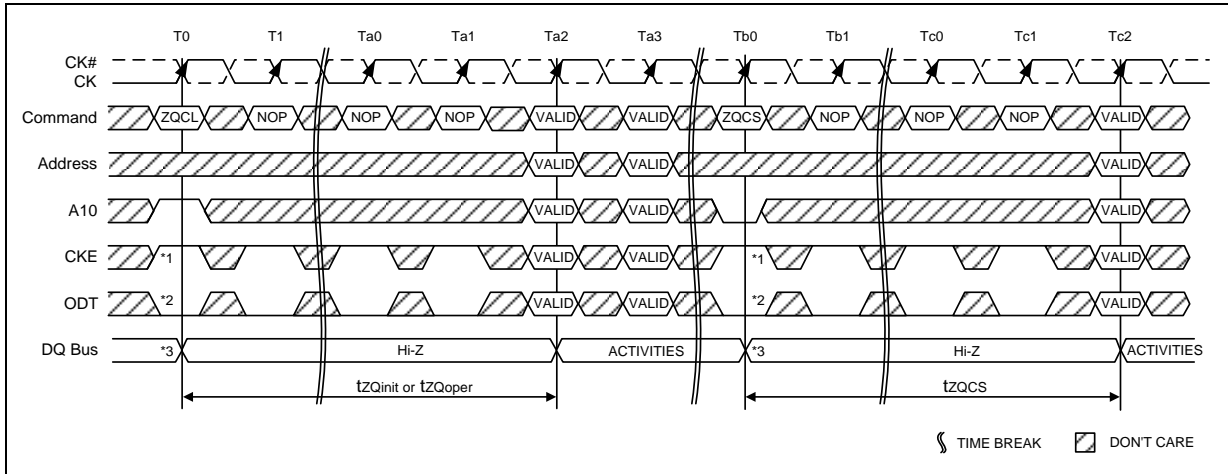 T0 T1 Ta0 Ta1 Ta2 Ta3 Tb0 Tb1 Tc0 Tc1 Tc2
CK#
CK
Command ZQCL NOP NOP NOP VALID VALID ZQCS NOP NOP NOP VALID
Address VALID VALID VALID
A10 VALID VALID VALID
CKE *1 VALID VALID *1 VALID
ODT *2 VALID VALID *2 VALID
DQ Bus *3 Hi-Z ACTIVITIES *3 Hi-Z ACTIVITIES
tZQinit or tZQoper tZQCS
TIME BREAK DON'T CARE